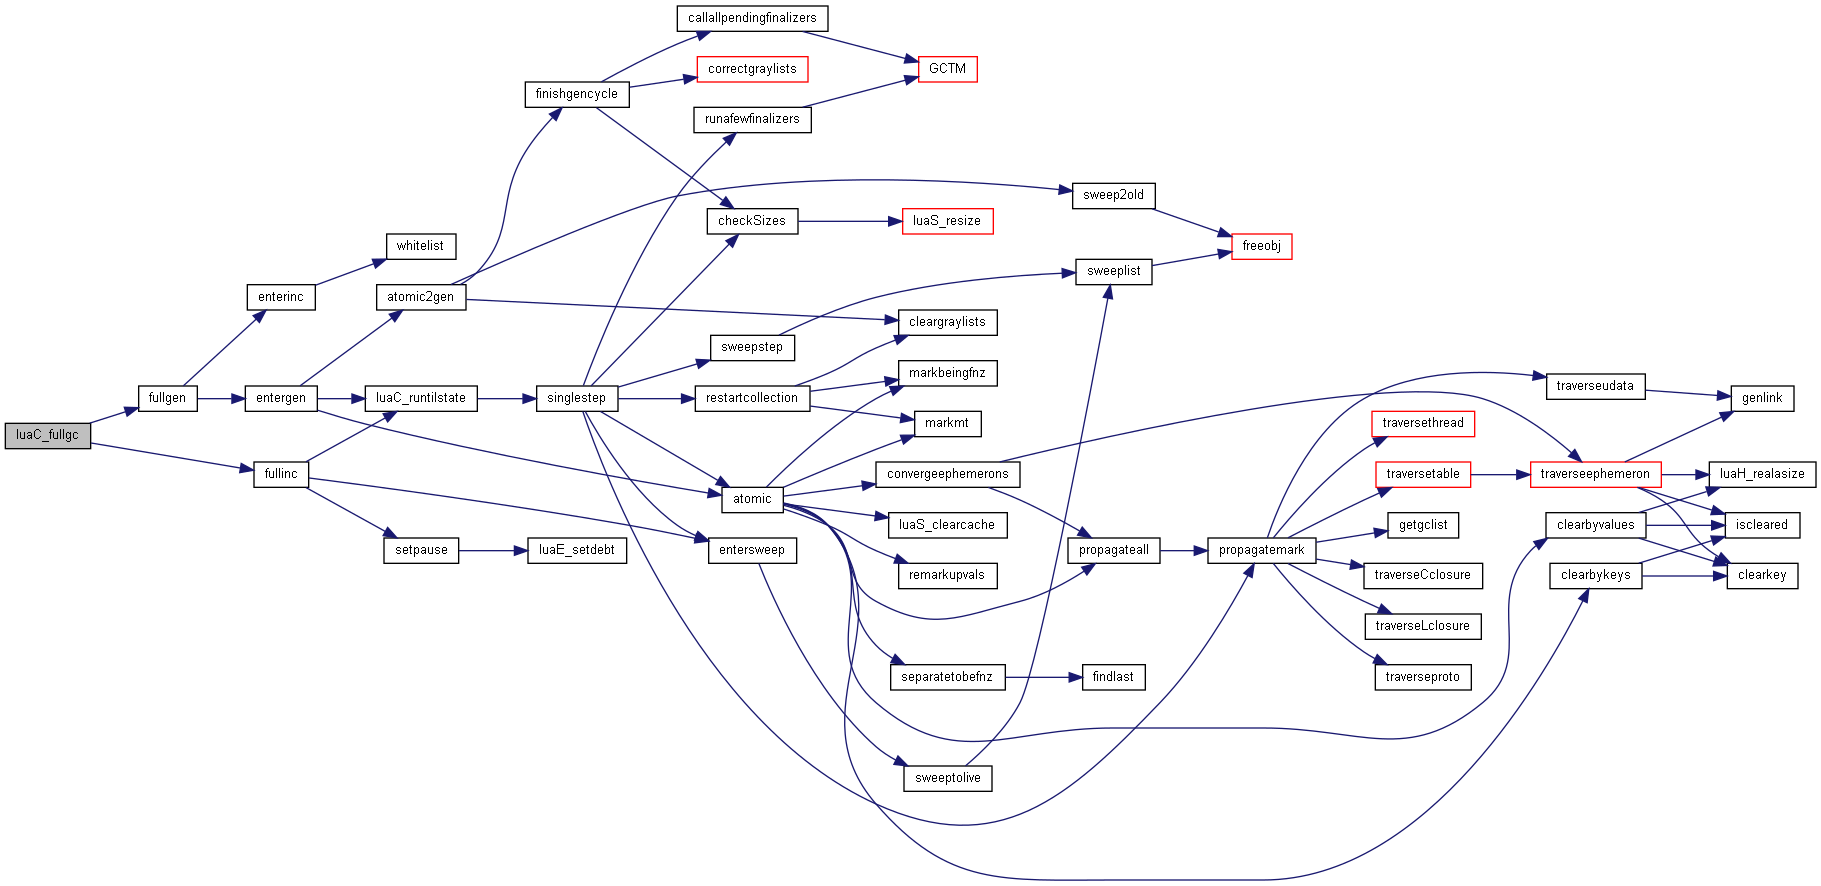 callallpendingfinalizers
correctgraylists
GCTM
finishgencycle
runafewfinalizers
sweep2old
checkSizes
luaS_resize
whitelist
freeobj
sweeplist
enterinc
atomic2gen
cleargraylists
sweepstep
markbeingfnz
traverseudata
fullgen
entergen
luaC_runtilstate
singlestep
restartcollection
genlink
markmt
traversethread
luaC_fullgc
fullinc
convergeephemerons
traversetable
traverseephemeron
luaH_realasize
atomic
luaS_clearcache
getgclist
clearbyvalues
iscleared
setpause
luaE_setdebt
entersweep
propagateall
propagatemark
remarkupvals
traverseCclosure
clearbykeys
clearkey
traverseLclosure
separatetobefnz
findlast
traverseproto
sweeptolive